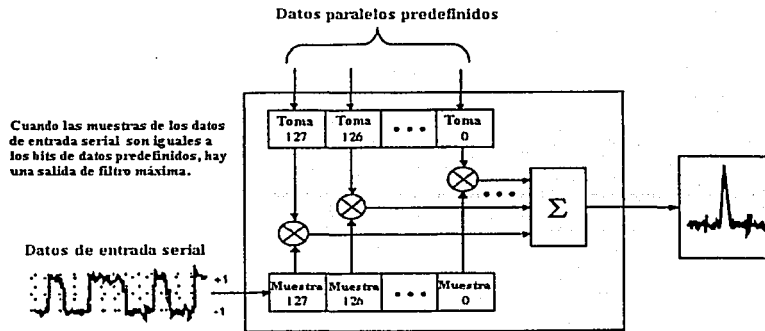 Datos paralelos predefinidos
Cuando las muestras de los datos
de entrada serial son iguales a
los bits de datos predefinidos, hay
una salida de filtro máxima.
Toma
127
Toma
126
• • •
Toma
0
• • •
Σ
Datos de entrada serial
+1
-1
Muestra
127
Muestra
126
• • •
Muestra
0